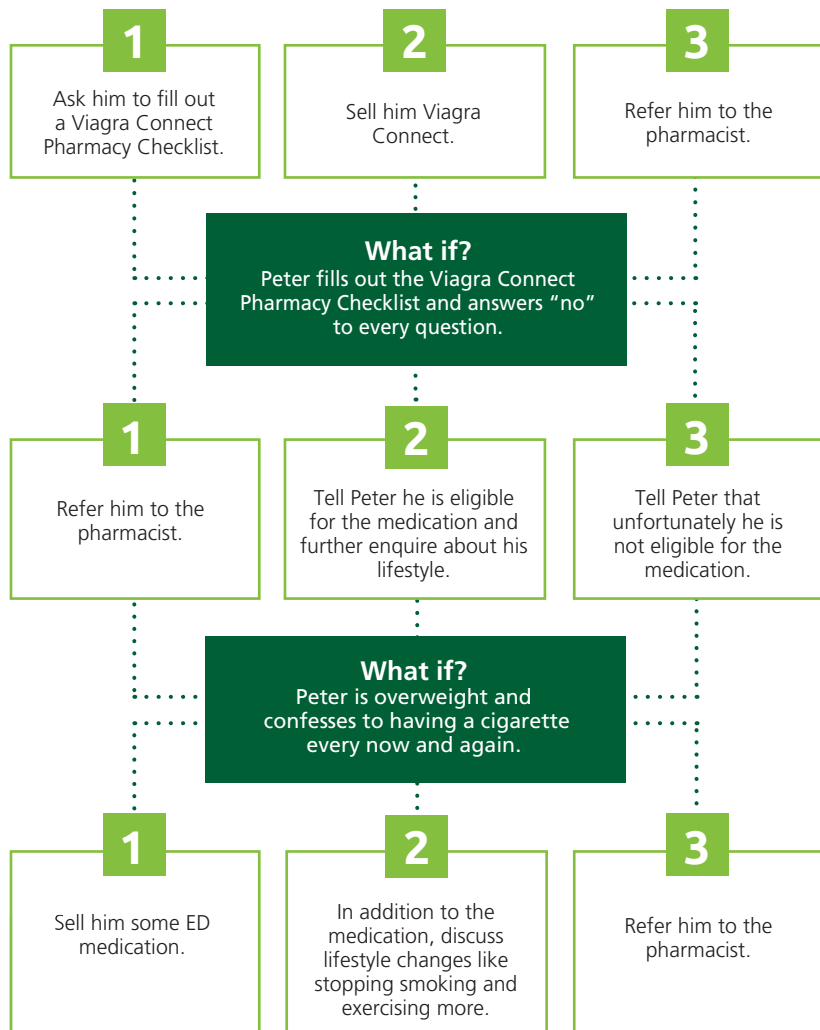 1
2
3
Ask him to fill out
a Viagra Connect
Pharmacy Checklist.
Sell him Viagra
Connect.
Refer him to the
pharmacist.
What if?
Peter fills out the Viagra Connect
Pharmacy Checklist and answers “no”
to every question.
1
2
3
Refer him to the
pharmacist.
Tell Peter he is eligible
for the medication and
further enquire about his
lifestyle.
Tell Peter that
unfortunately he is
not eligible for the
medication.
What if?
Peter is overweight and
confesses to having a cigarette
every now and again.
1
2
3
Sell him some ED
medication.
In addition to the
medication, discuss
lifestyle changes like
stopping smoking and
exercising more.
Refer him to the
pharmacist.